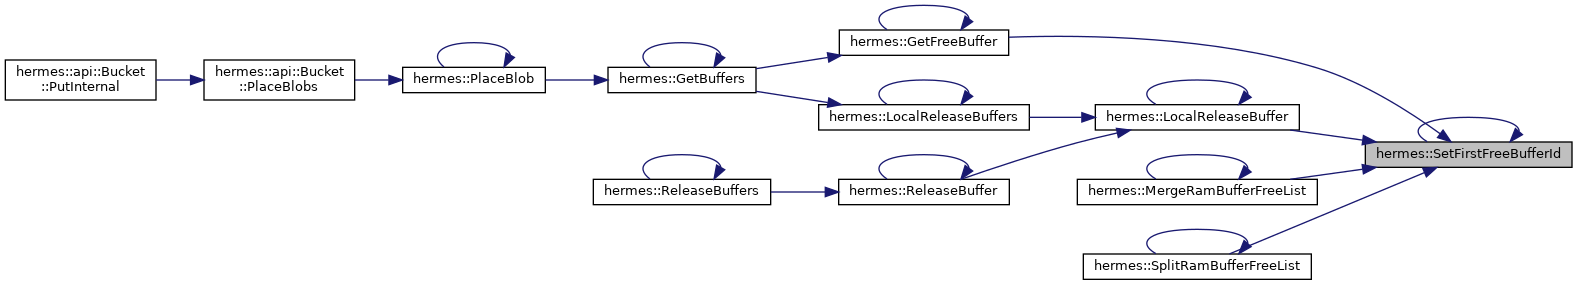 hermes::api::Bucket
::PutInternal
hermes::api::Bucket
::PlaceBlobs
hermes::PlaceBlob
hermes::GetBuffers
hermes::GetFreeBuffer
hermes::LocalReleaseBuffers
hermes::LocalReleaseBuffer
hermes::SetFirstFreeBufferId
hermes::ReleaseBuffers
hermes::ReleaseBuffer
hermes::MergeRamBufferFreeList
hermes::SplitRamBufferFreeList